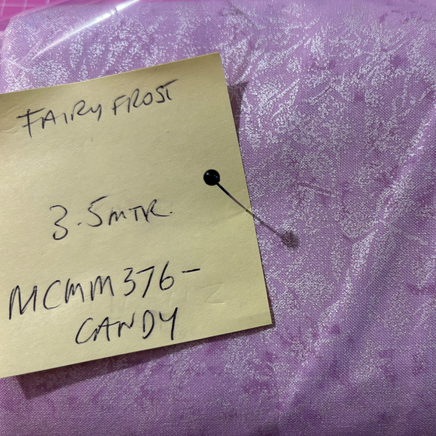 FAIRY FROST
3.5MTR.
MCMM376-
CANDY